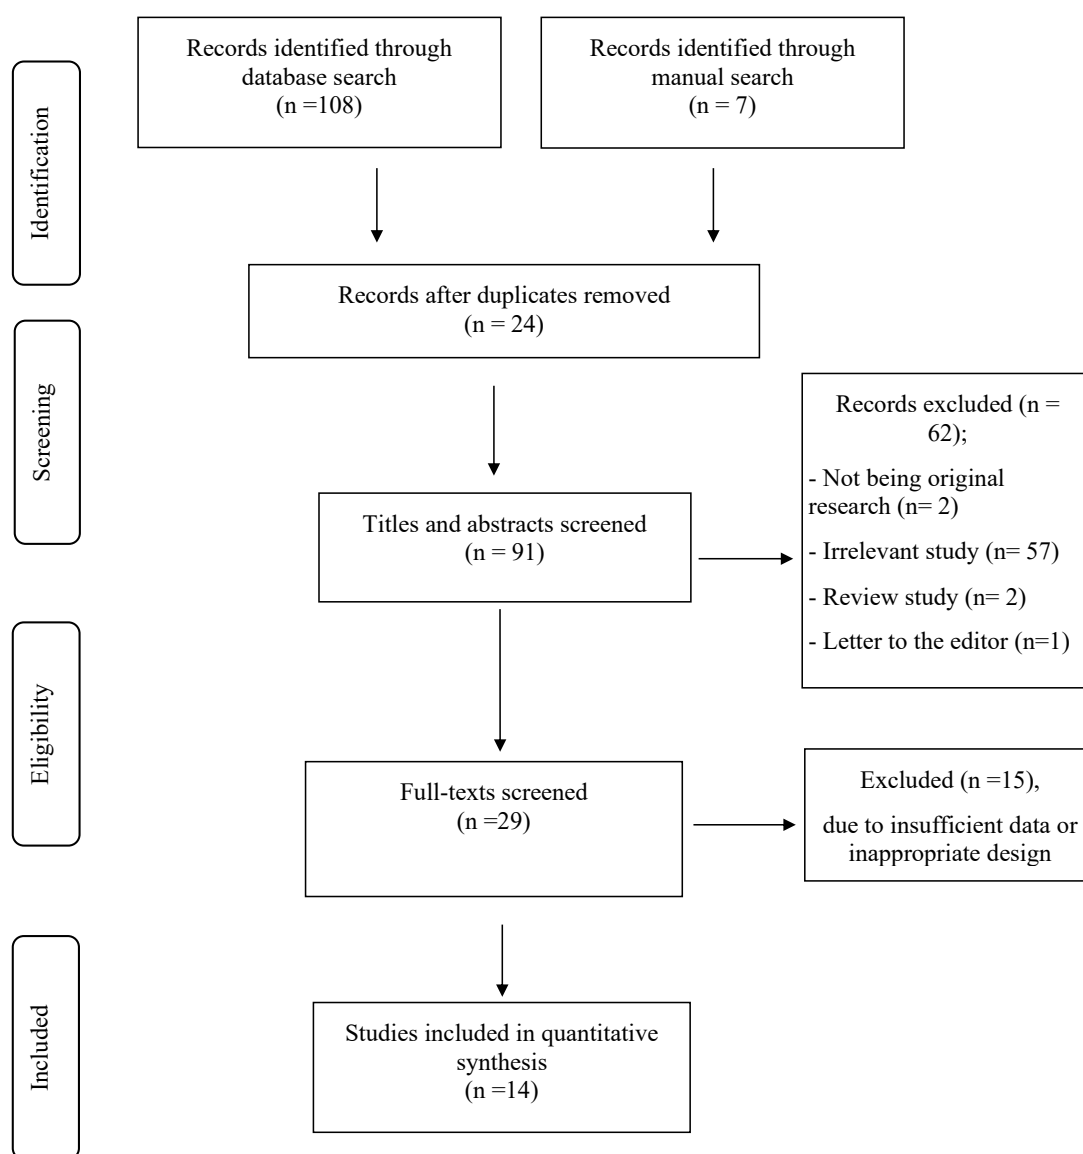 Records identified through
database search
(n =108)
Records identified through
manual search
(n = 7)
Identification
Records after duplicates removed
(n = 24)
Screening
Titles and abstracts screened
(n = 91)
Records excluded (n =
62);
- Not being original
research (n= 2)
- Irrelevant study (n= 57)
- Review study (n= 2)
- Letter to the editor (n=1)
Eligibility
Full-texts screened
(n =29)
Excluded (n =15),
due to insufficient data or
inappropriate design
Included
Studies included in quantitative
synthesis
(n =14)